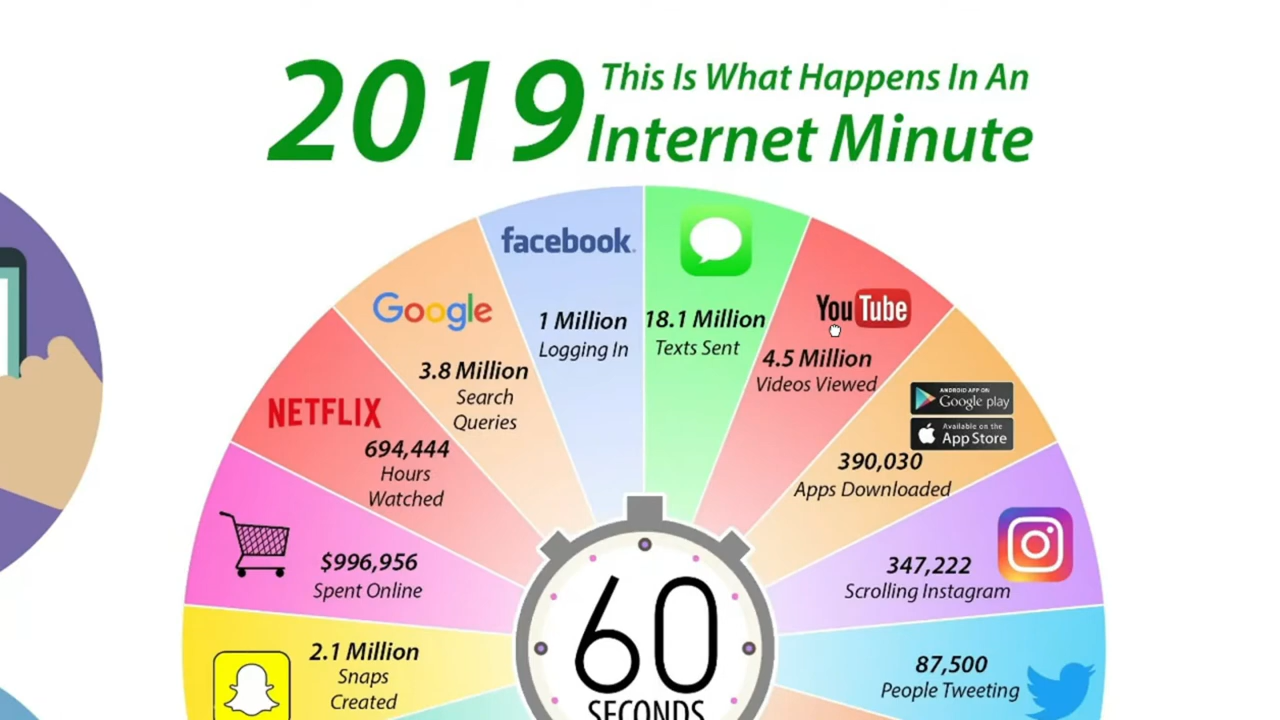 2019
This Is What Happens In An
Internet Minute
facebook
1 Million
Logging In
18.1 Million
Texts Sent
YouTube
4.5 Million
Videos Viewed
ANDROID APP ON
Google play
Available on the
App Store
390,030
Apps Downloaded
347,222
Scrolling Instagram
87,500
People Tweeting
Google
3.8 Million
Search
Queries
NETFLIX
694,444
Hours
Watched
$996,956
Spent Online
2.1 Million
Snaps
Created
60
SECONDS